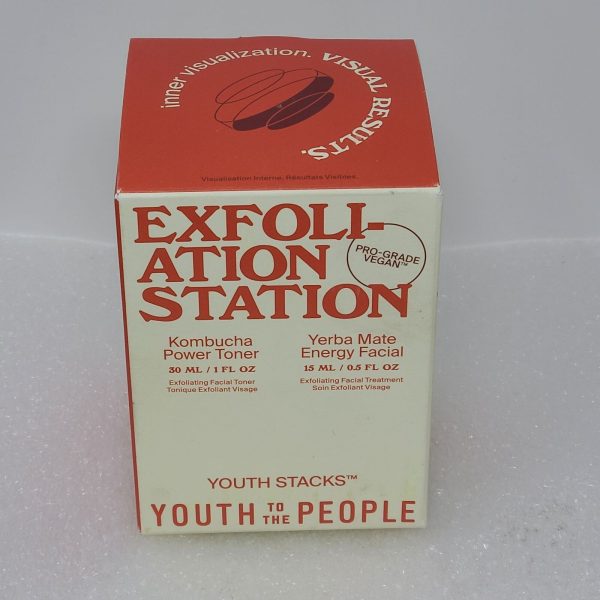 inner visualization. VISUAL RESULTS.
Visualisation Interne, Résultats Visibles.
EXFOLI-
ATION
STATION
PRO-GRADE
VEGAN™
Kombucha
Power Toner
30 ML / 1 FL OZ
Exfoliating Facial Toner
Tonique Exfoliant Visage
Yerba Mate
Energy Facial
15 ML / 0.5 FL OZ
Exfoliating Facial Treatment
Soin Exfoliant Visage
YOUTH STACKS™
YOUTH TO THE PEOPLE